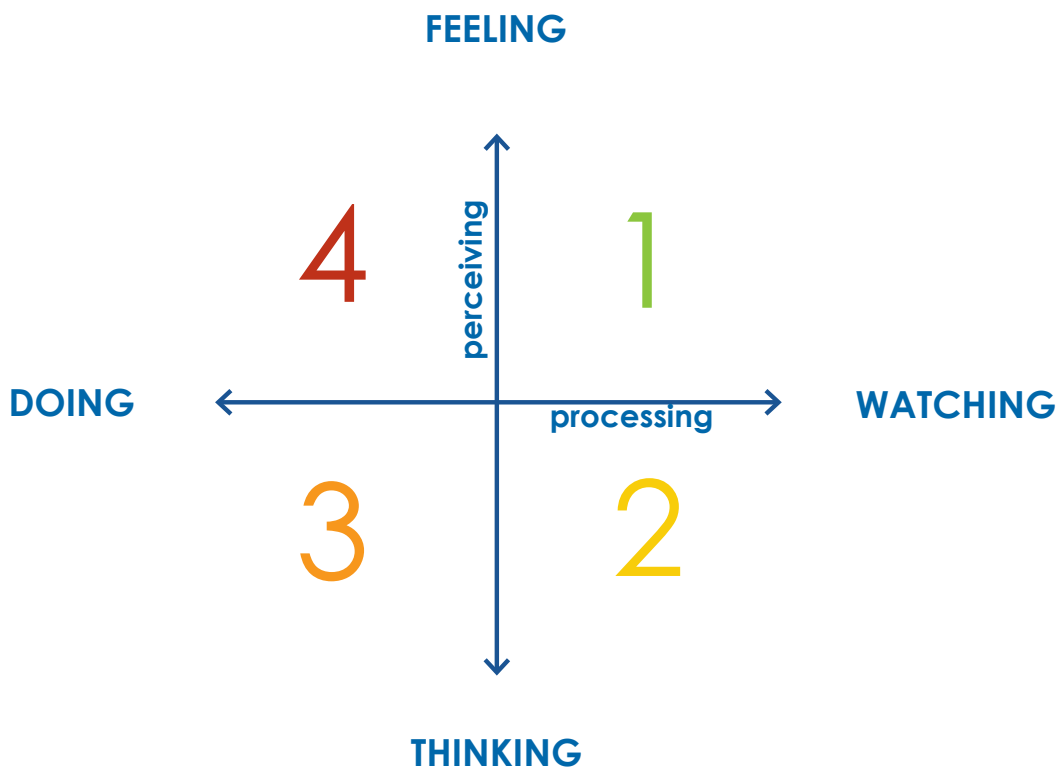 FEELING
4
perceiving
1
DOING
WATCHING
processing
3
2
THINKING